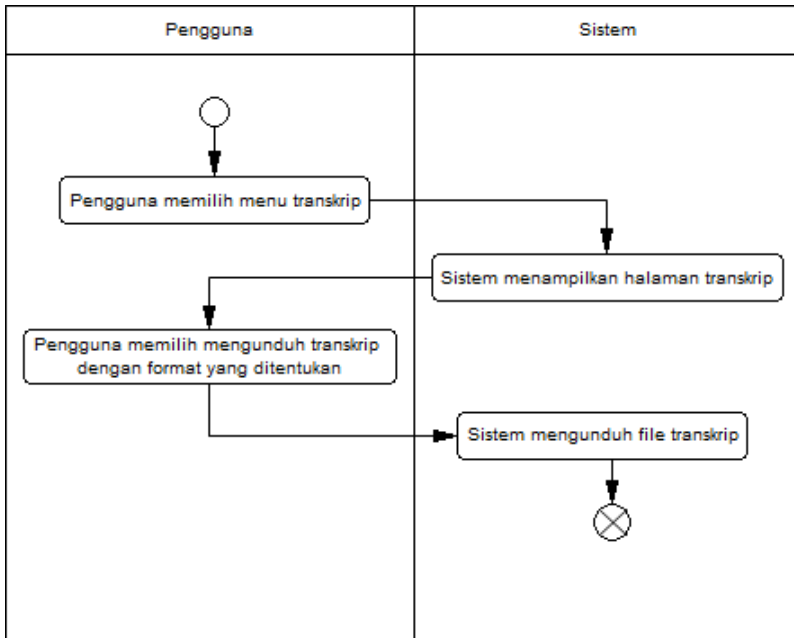 Pengguna
Sistem
Pengguna memilih menu transkrip
Sistem menampilkan halaman transkrip
Pengguna memilih mengunduh transkrip
dengan format yang ditentukan
Sistem mengunduh file transkrip